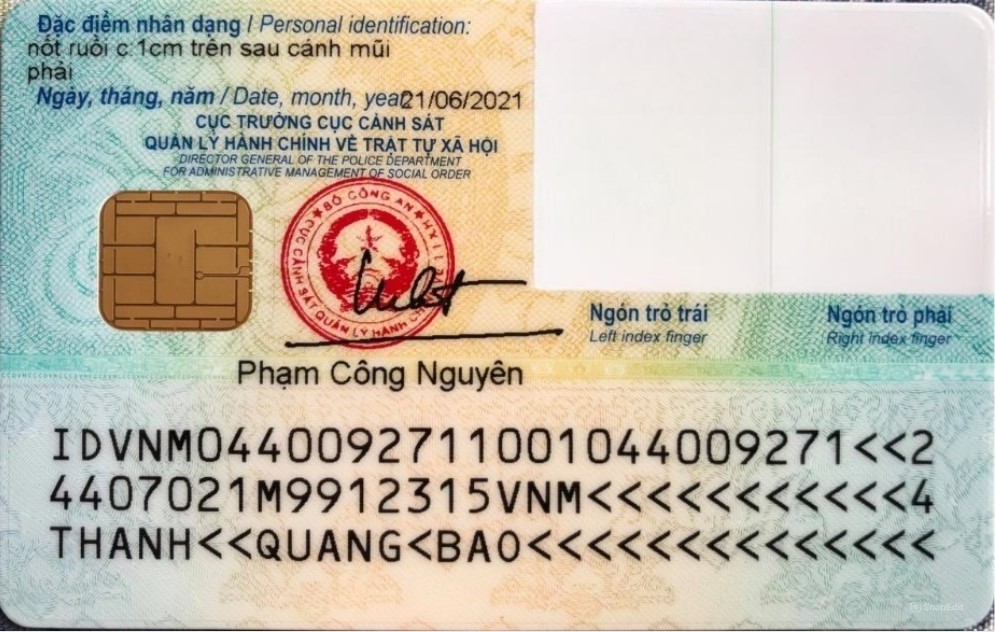 Đặc điểm nhân dạng / Personal identification:
nốt ruồi c.1cm trên sau cánh mũi
phải
Ngày, tháng, năm / Date, month, year 21/06/2021
CỤC TRƯỞNG CỤC CẢNH SÁT
QUẢN LÝ HÀNH CHÍNH VỀ TRẬT TỰ XÃ HỘI
DIRECTOR GENERAL OF THE POLICE DEPARTMENT
FOR ADMINISTRATIVE MANAGEMENT OF SOCIAL ORDER
BỘ CÔNG AN
CỤC CẢNH SÁT QUẢN LÝ HÀNH
Ngón trỏ trái
Left index finger
Ngón trỏ phải
Right index finger
Phạm Công Nguyên
IDVNM0440092711001044009271<<2
4407021M9912315VNM<<<<<<<<<<<4
THANH<<QUANG<BAO<<<<<<<<<<<<<<